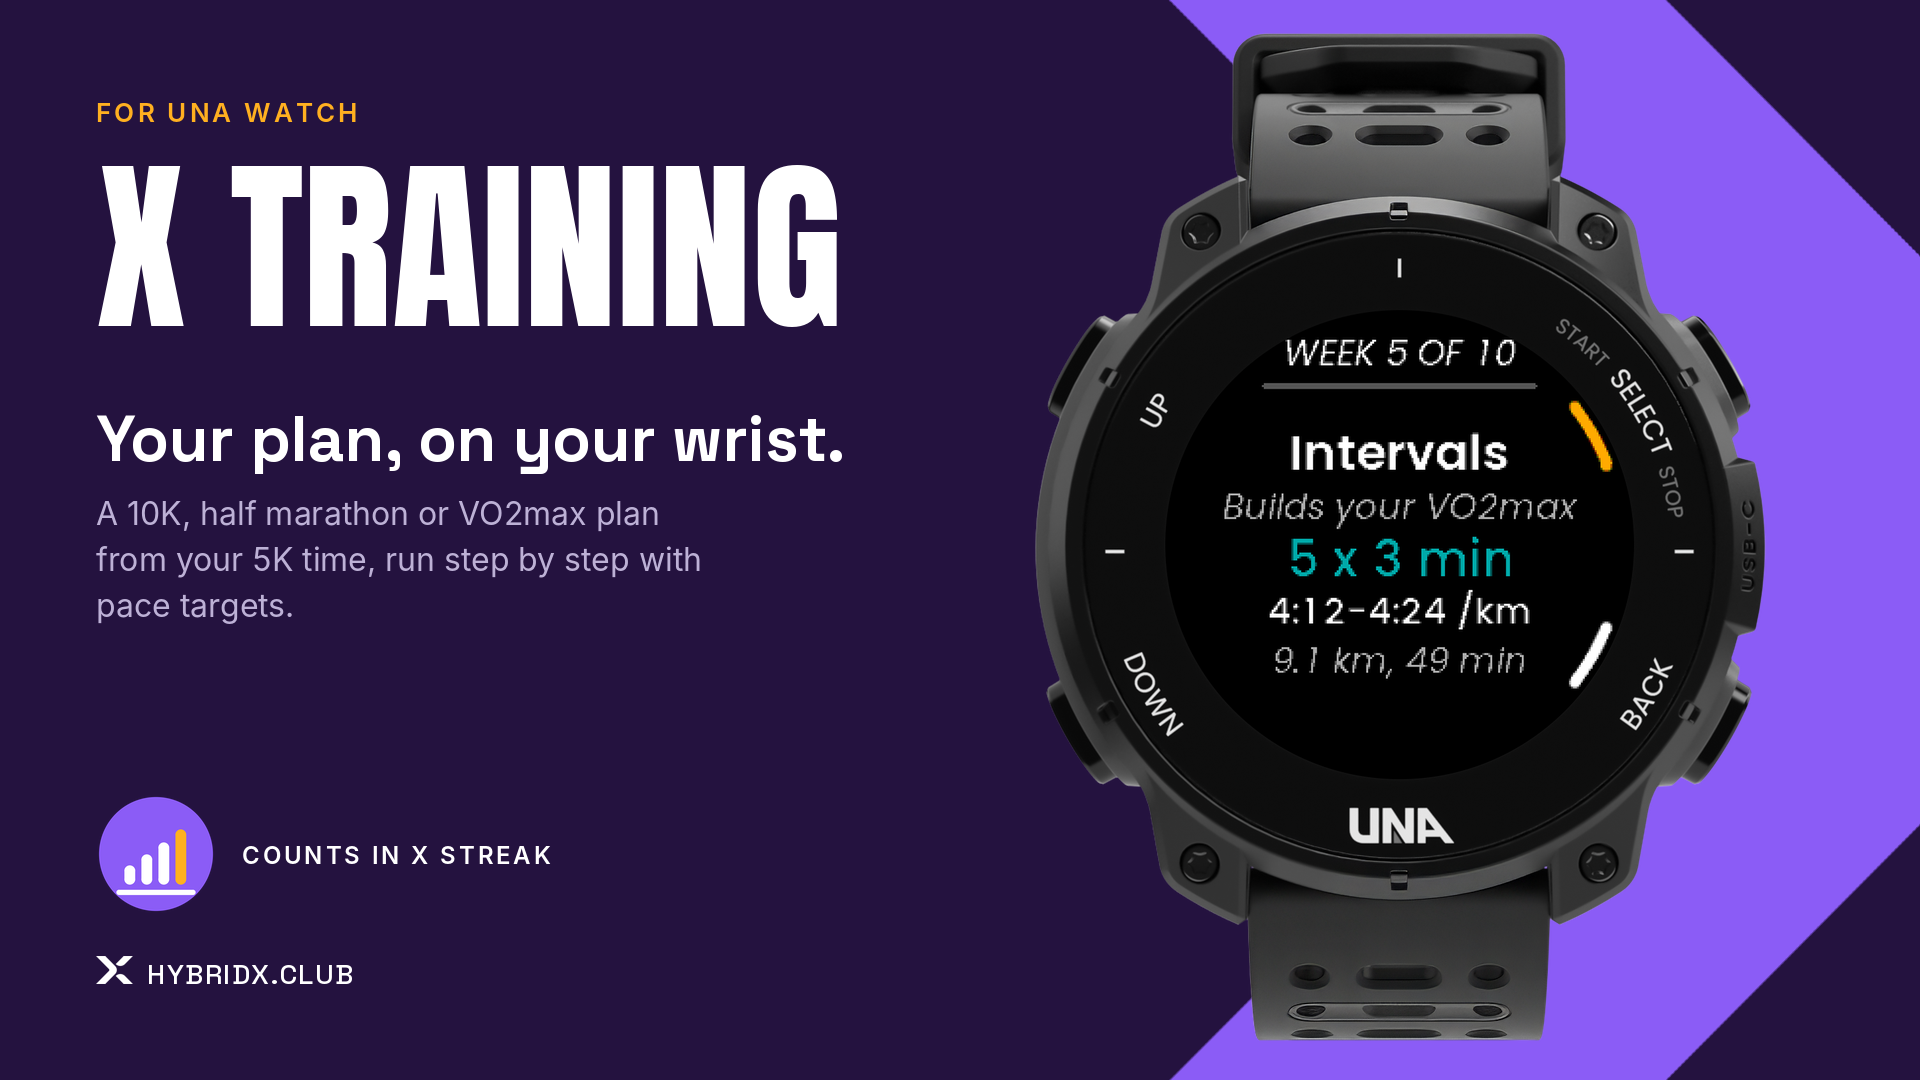 FOR UNA WATCH
X TRAINING
Your plan, on your wrist.
A 10K, half marathon or VO2max plan
from your 5K time, run step by step with
pace targets.
COUNTS IN X STREAK
HYBRIDX.CLUB
WEEK 5 OF 10
Intervals
Builds your VO2max
5 x 3 min
4:12-4:24 /km
9.1 km, 49 min
UP
DOWN
START
SELECT
STOP
BACK
USB-C
UNA